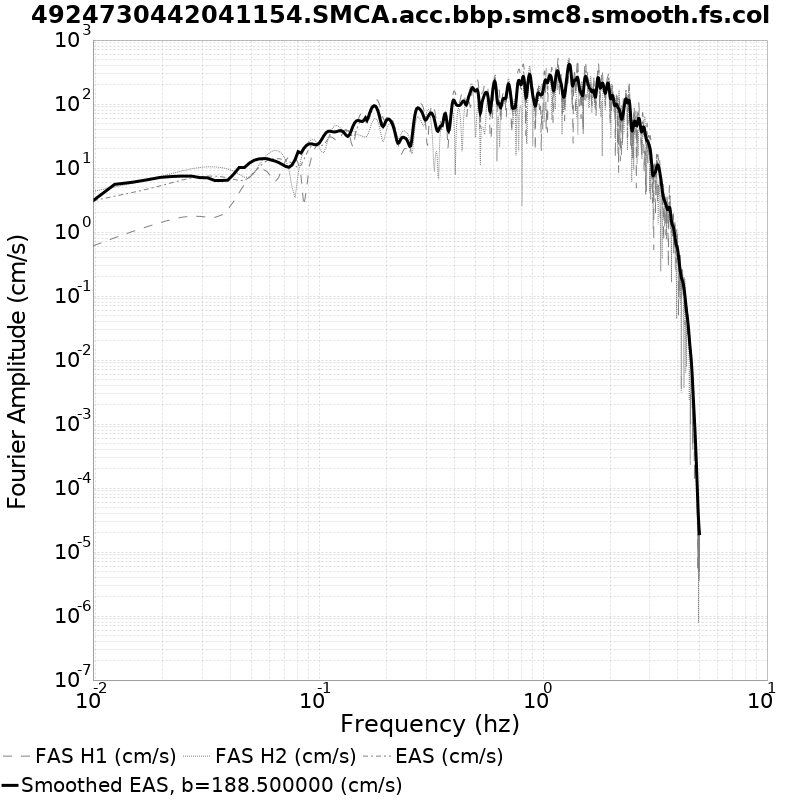 4924730442041154.SMCA.acc.bbp.smc8.smooth.fs.col
10^3
10^2
10^1
10^0
10^-1
10^-2
10^-3
10^-4
10^-5
10^-6
10^-7
Fourier Amplitude (cm/s)
10^-2 10^-1 10^0 10^1
Frequency (hz)
FAS H1 (cm/s) FAS H2 (cm/s) EAS (cm/s)
Smoothed EAS, b=188.500000 (cm/s)